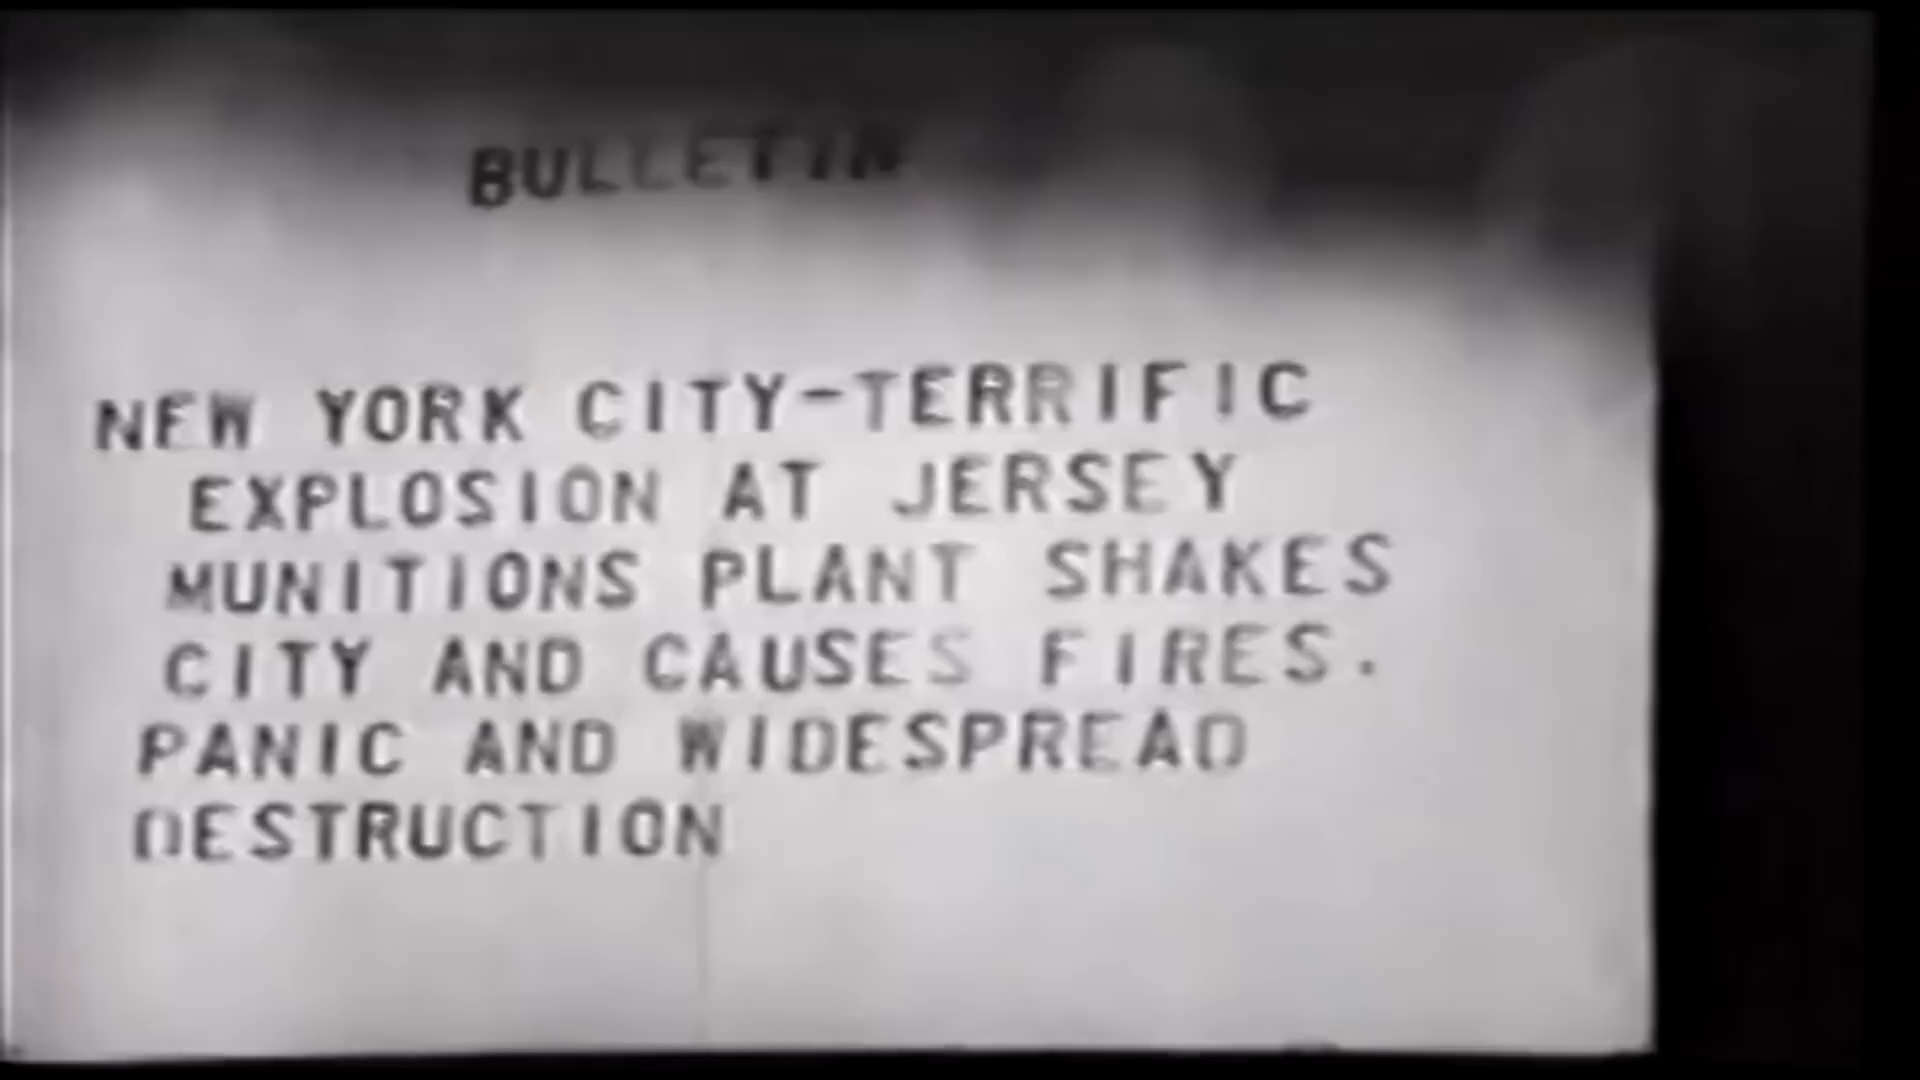 BULLETIN
NEW YORK CITY-TERRIFIC
EXPLOSION AT JERSEY
MUNITIONS PLANT SHAKES
CITY AND CAUSES FIRES.
PANIC AND WIDESPREAD
DESTRUCTION